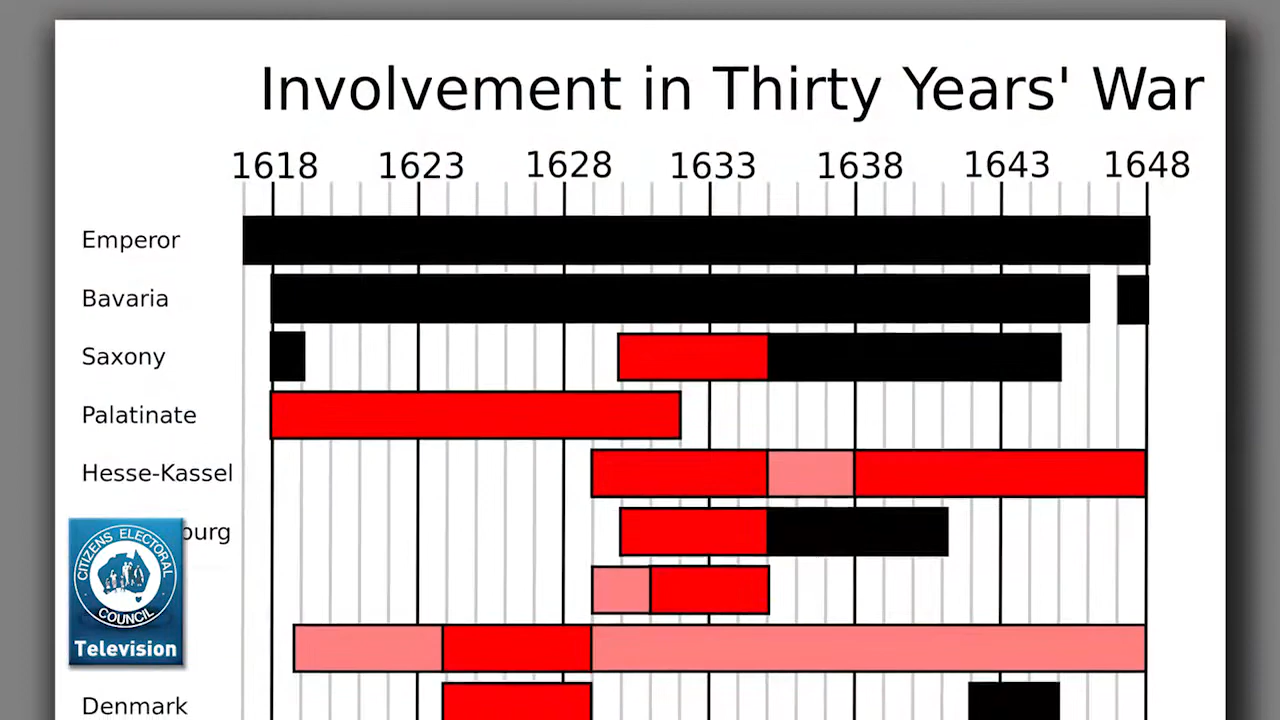 Involvement in Thirty Years' War
1618 1623 1628 1633 1638 1643 1648
Emperor
Bavaria
Saxony
Palatinate
Hesse-Kassel
burg
CITIZENS ELECTORAL
COUNCIL
Television
Denmark